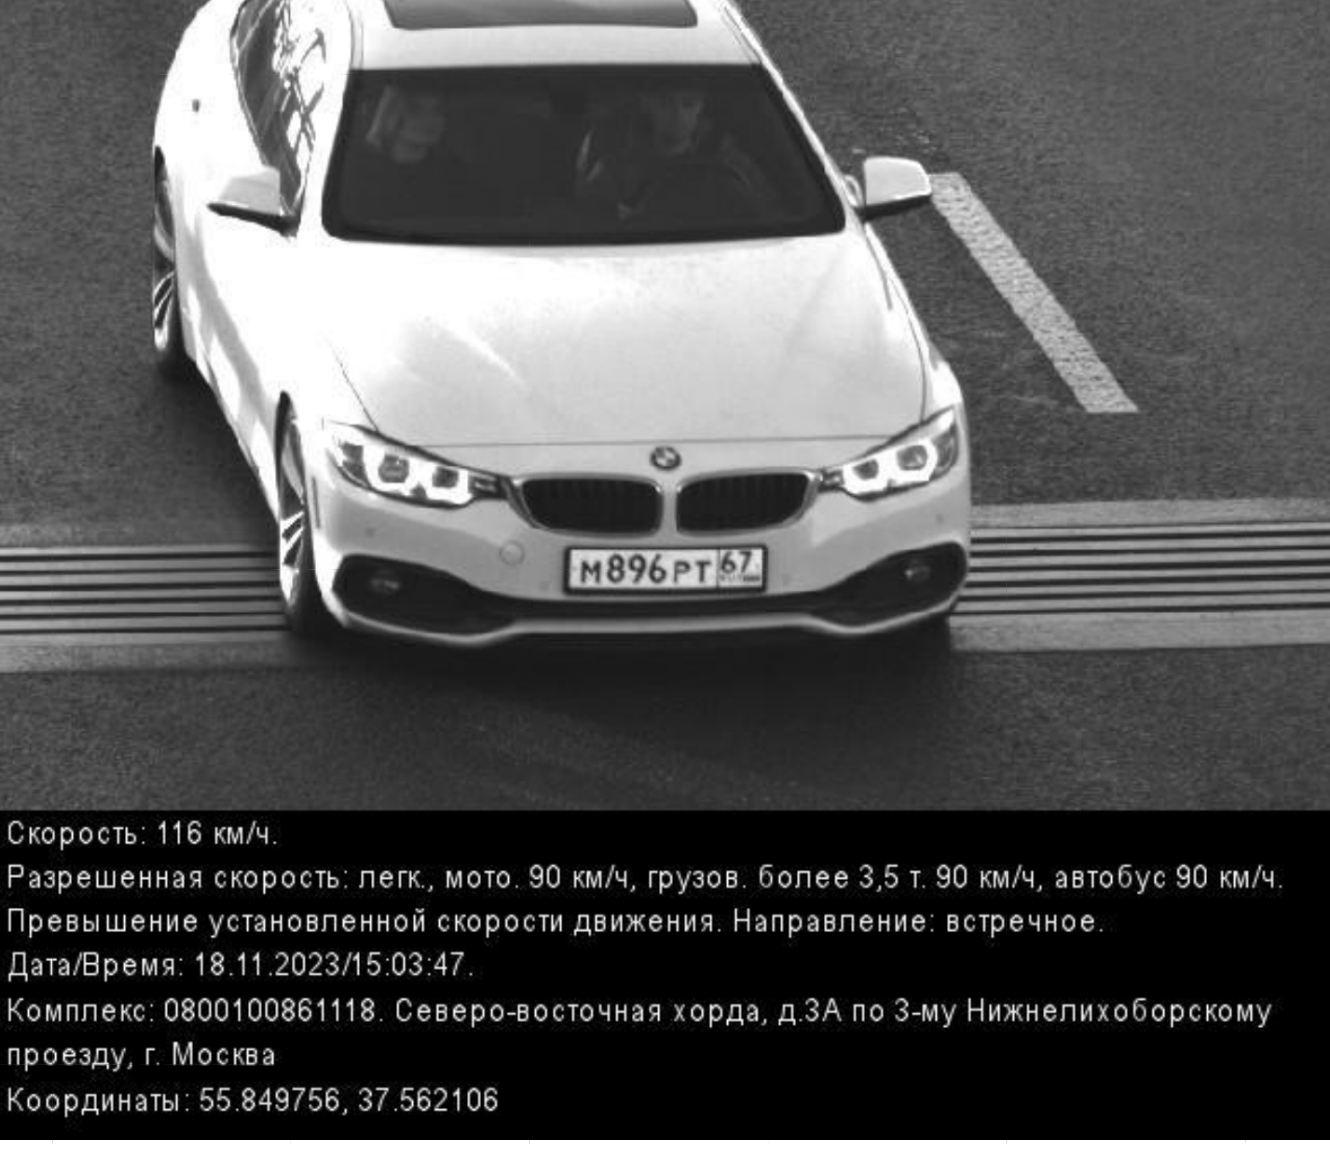 М896РТ 67
Скорость: 116 км/ч.
Разрешенная скорость: легк., мото. 90 км/ч, грузов. более 3,5 т. 90 км/ч, автобус 90 км/ч.
Превышение установленной скорости движения. Направление: встречное.
Дата/Время: 18.11.2023/15:03:47.
Комплекс: 0800100861118. Северо-восточная хорда, д.3А по 3-му Нижнелихоборскому
проезду, г. Москва
Координаты: 55.849756, 37.562106